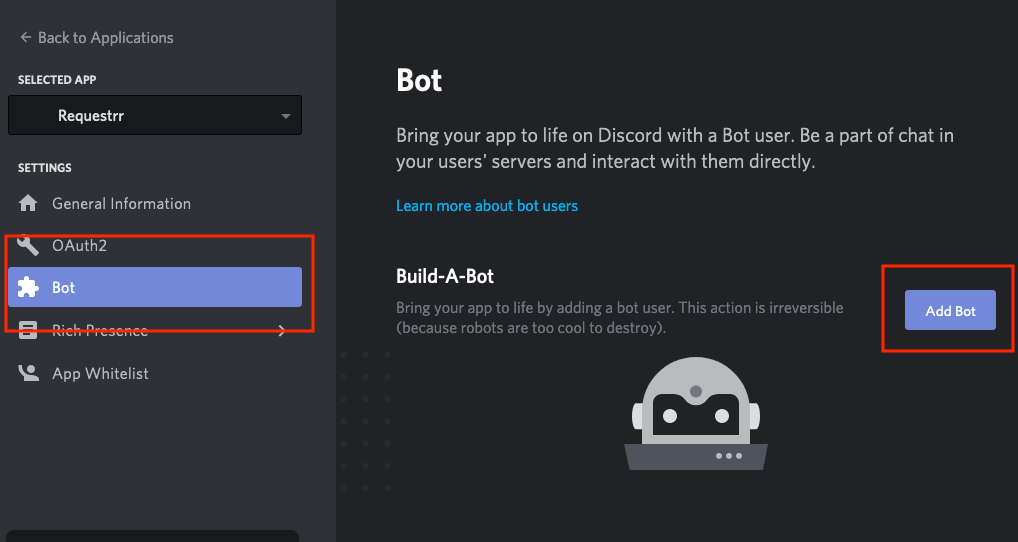 ← Back to Applications
SELECTED APP
Requestrr
SETTINGS
General Information
OAuth2
Bot
Rich Presence
App Whitelist
Bot
Bring your app to life on Discord with a Bot user. Be a part of chat in
your users' servers and interact with them directly.
Learn more about bot users
Build-A-Bot
Bring your app to life by adding a bot user. This action is irreversible
(because robots are too cool to destroy).
Add Bot